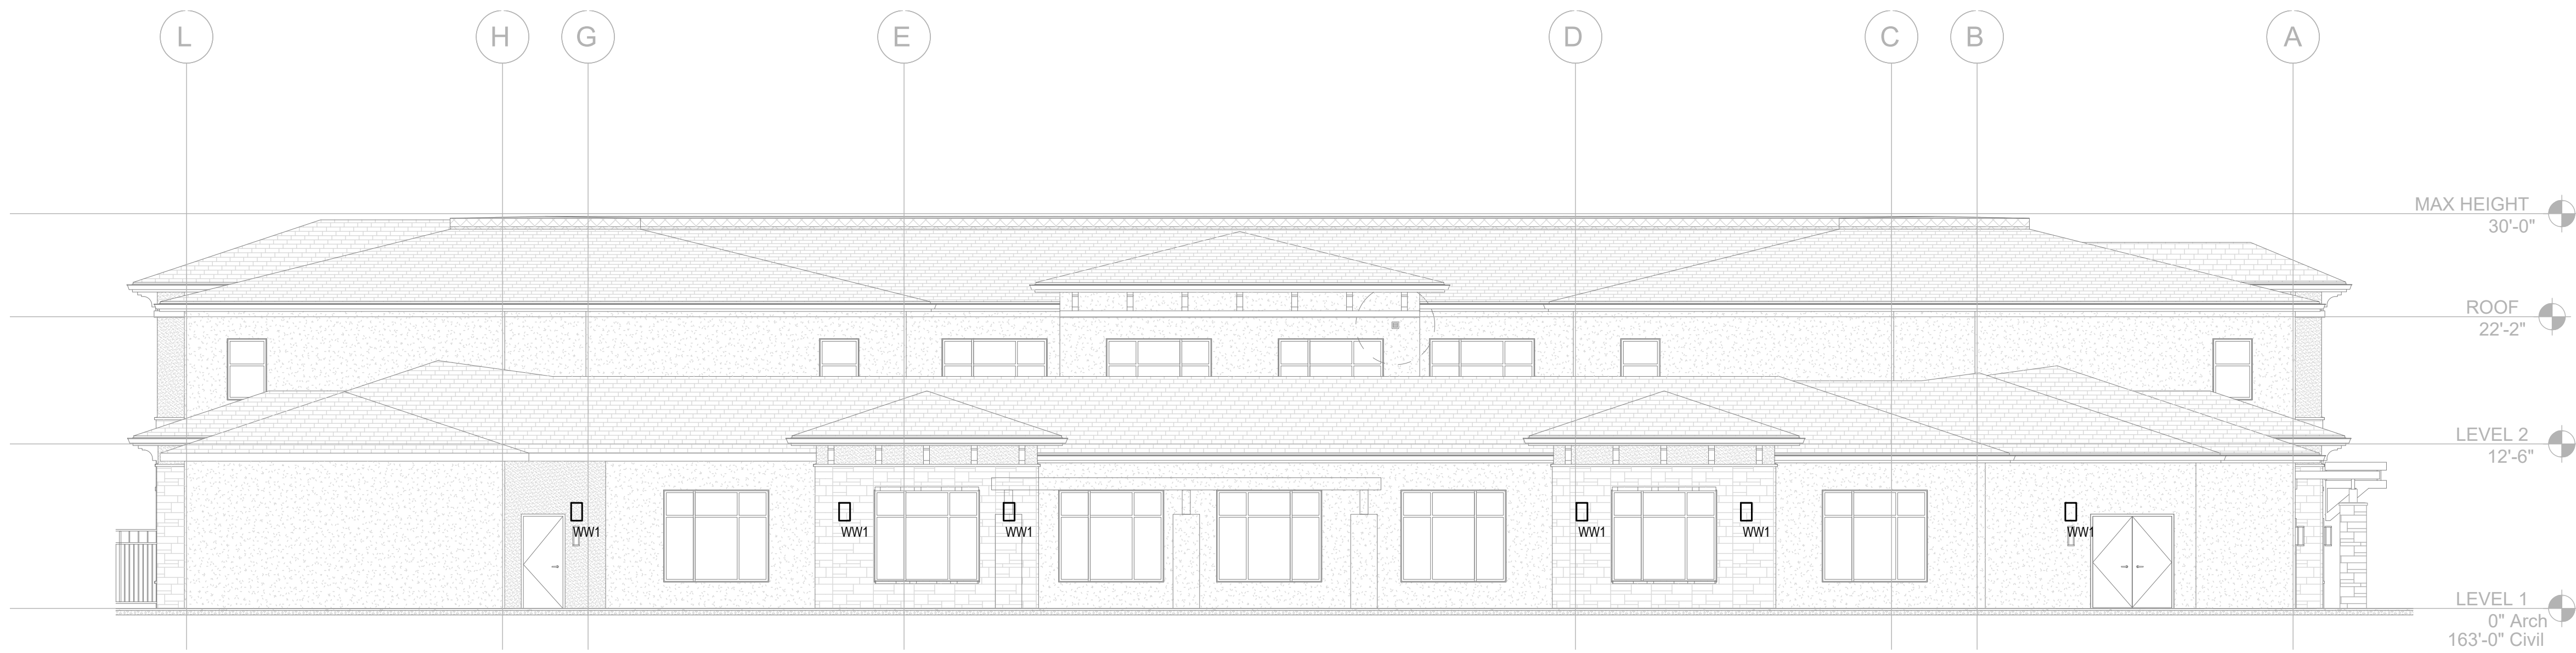 L
H
G
E
D
C
B
A
MAX HEIGHT
30'-0"
ROOF
22'-2"
LEVEL 2
12'-6"
WW1
WW1
WW1
WW1
WW1
WW1
LEVEL 1
0" Arch
163'-0" Civil